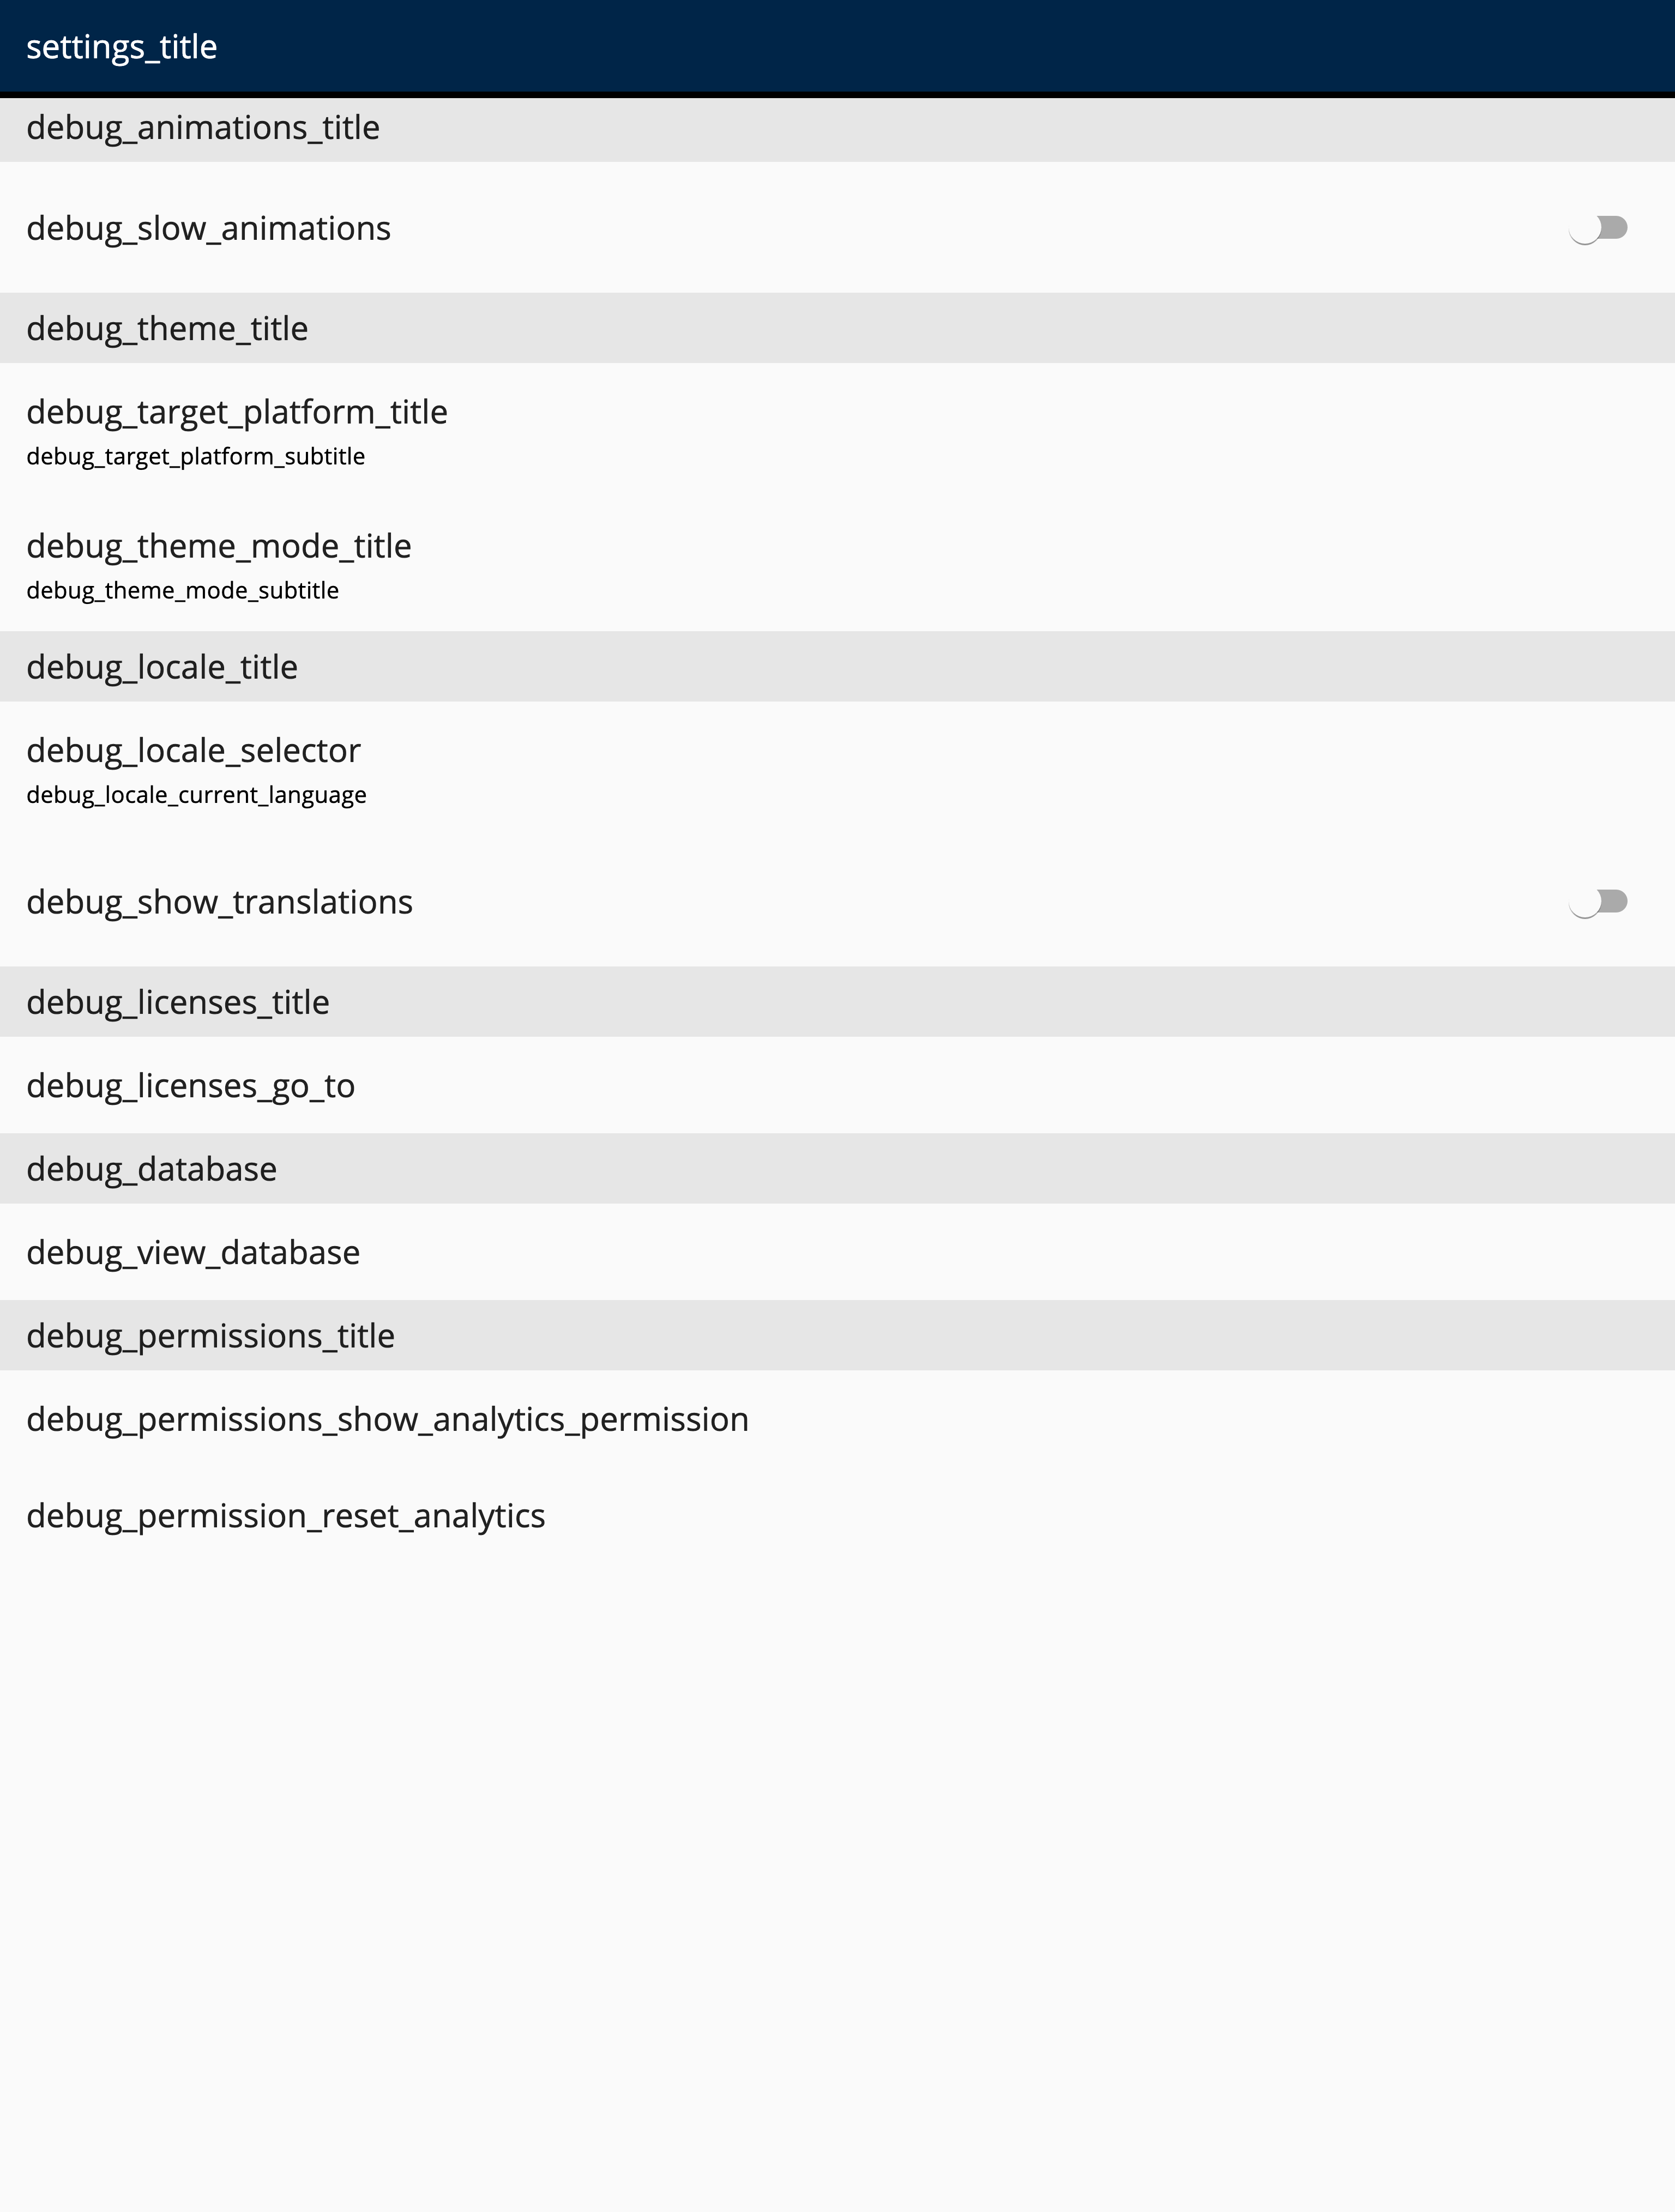 settings_title
debug_animations_title
debug_slow_animations
debug_theme_title
debug_target_platform_title
debug_target_platform_subtitle
debug_theme_mode_title
debug_theme_mode_subtitle
debug_locale_title
debug_locale_selector
debug_locale_current_language
debug_show_translations
debug_licenses_title
debug_licenses_go_to
debug_database
debug_view_database
debug_permissions_title
debug_permissions_show_analytics_permission
debug_permission_reset_analytics